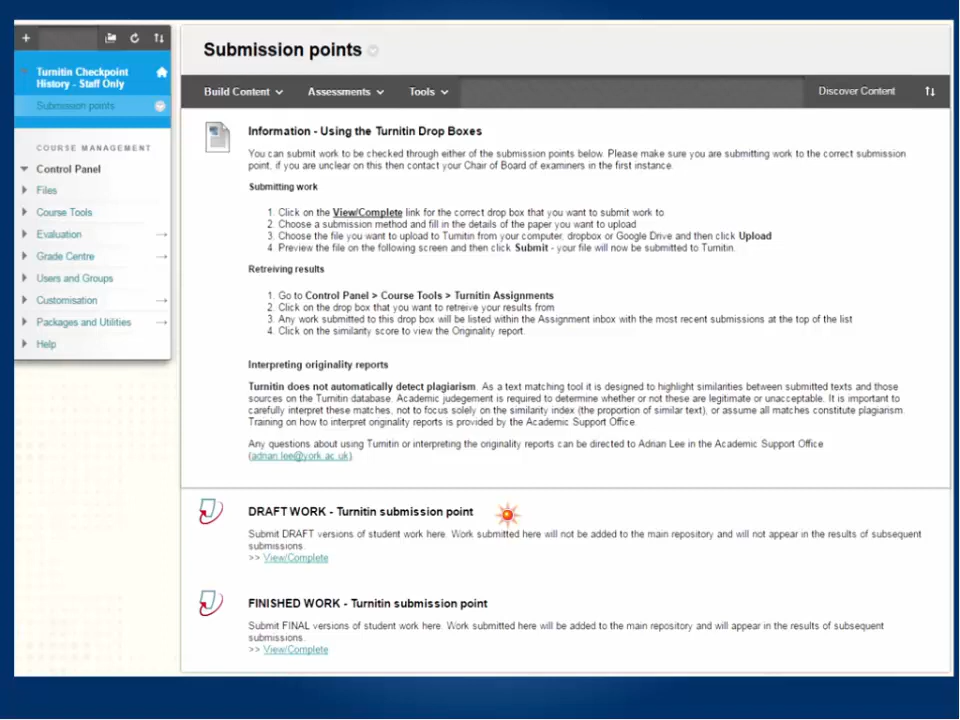 Submission points
Turnitin Checkpoint
History - Staff Only
Submission points
COURSE MANAGEMENT
Control Panel
Files
Course Tools
Evaluation
Grade Centre
Users and Groups
Customisation
Packages and Utilities
Help
Build Content
Assessments
Tools
Discover Content
Information - Using the Turnitin Drop Boxes
You can submit work to be checked through either of the submission points below. Please make sure you are submitting work to the correct submission
point, if you are unclear on this then contact your Chair of Board of examiners in the first instance.
Submitting work
1. Click on the View/Complete link for the correct drop box that you want to submit work to
2. Choose a submission method and fill in the details of the paper you want to upload
3. Choose the file you want to upload to Turnitin from your computer, dropbox or Google Drive and then click Upload
4. Preview the file on the following screen and then click Submit - your file will now be submitted to Turnitin.
Retreiving results
1. Go to Control Panel > Course Tools > Turnitin Assignments
2. Click on the drop box that you want to retreive your results from
3. Any work submitted to this drop box will be listed within the Assignment inbox with the most recent submissions at the top of the list
4. Click on the similarity score to view the Originality report.
Interpreting originality reports
Turnitin does not automatically detect plagiarism. As a text matching tool it is designed to highlight similarities between submitted texts and those
sources on the Turnitin database. Academic judgement is required to determine whether or not these are legitimate or unacceptable. It is important to
carefully interpret these matches, not to focus solely on the similarity index (the proportion of similar text), or assume all matches constitute plagiarism.
Training on how to interpret originality reports is provided by the Academic Support Office.
Any questions about using Turnitin or interpreting the originality reports can be directed to Adrian Lee in the Academic Support Office
(adrian.lee@york.ac.uk).
DRAFT WORK - Turnitin submission point
Submit DRAFT versions of student work here. Work submitted here will not be added to the main repository and will not appear in the results of subsequent
submissions.
>> View/Complete
FINISHED WORK - Turnitin submission point
Submit FINAL versions of student work here. Work submitted here will be added to the main repository and will appear in the results of subsequent
submissions.
>> View/Complete